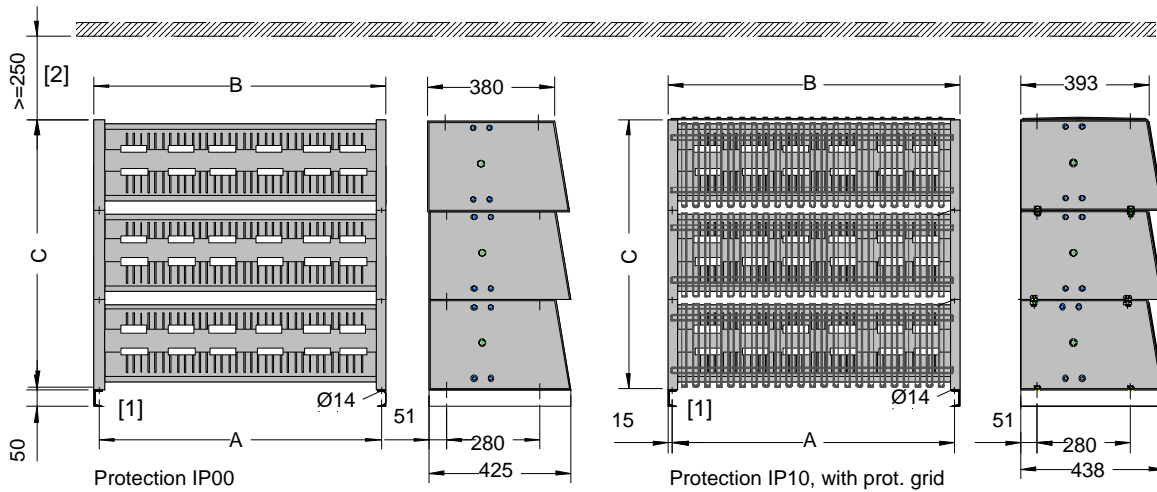 >=250
[2]
B
380
B
393
C
C
[1]
Ø14
51
15
[1]
Ø14
51
50
A
280
A
280
425
438
Protection IP00
Protection IP10, with prot. grid